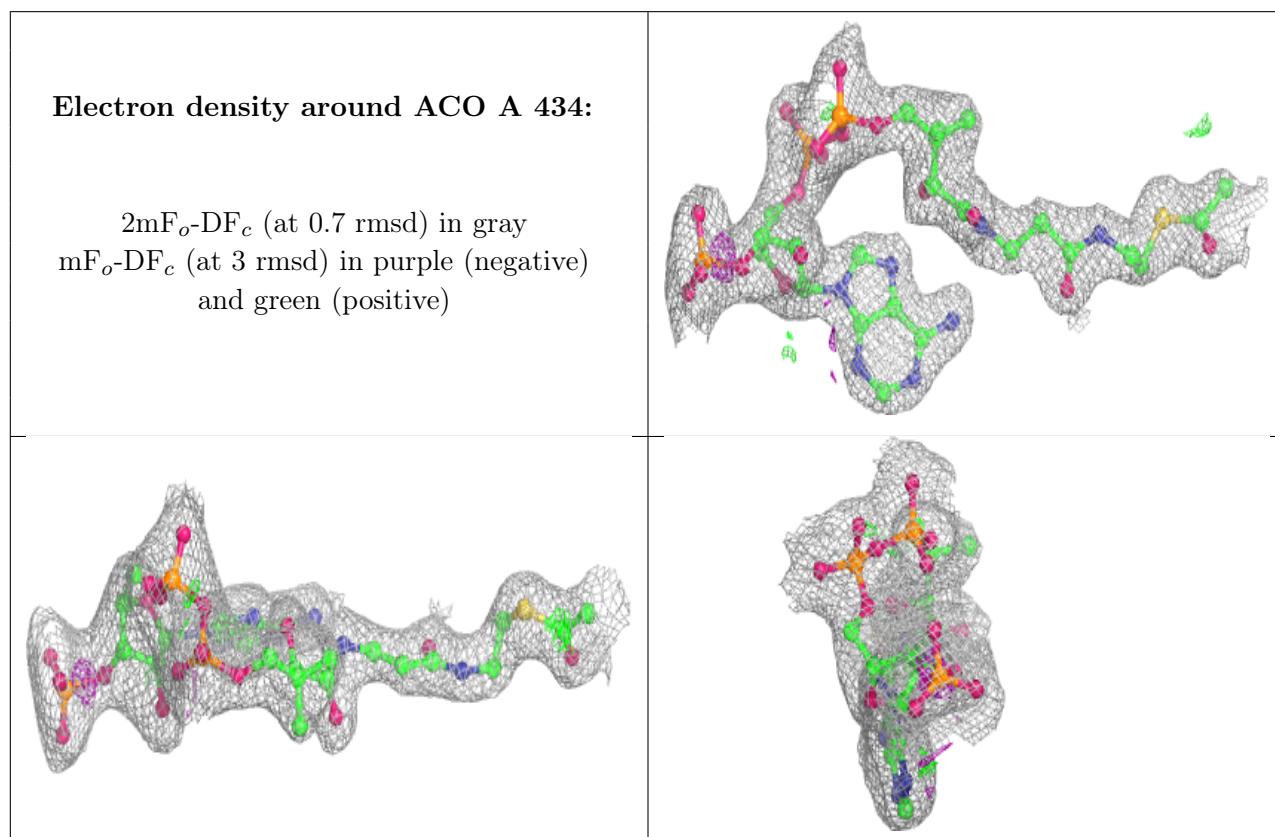 Electron density around ACO A 434:
2mFo-DFc (at 0.7 rmsd) in gray
mFo-DFc (at 3 rmsd) in purple (negative)
and green (positive)